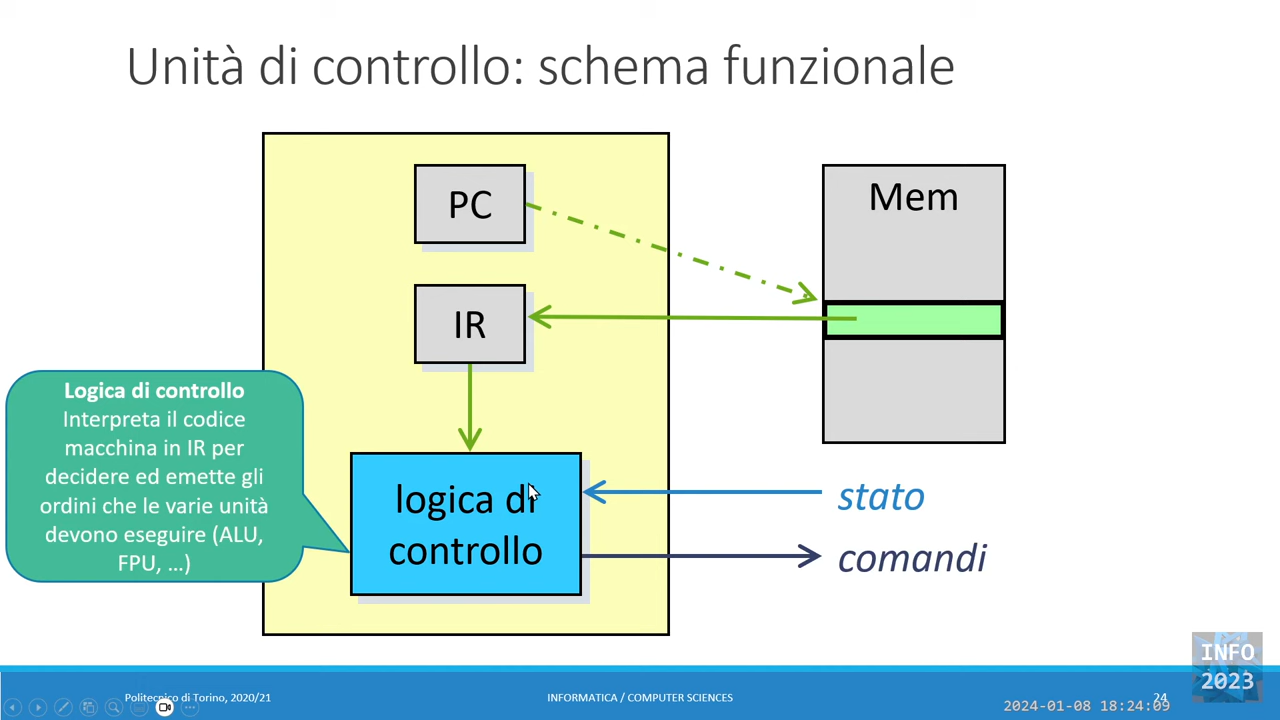 Unità di controllo: schema funzionale
PC
Mem
IR
Logica di controllo
Interpreta il codice
macchina in IR per
decidere ed emette gli
ordini che le varie unità
devono eseguire (ALU,
FPU, …)
logica di
controllo
stato
comandi
INFO
2023
Politecnico di Torino, 2020/21
INFORMATICA / COMPUTER SCIENCES
24
2024-01-08 18:24:09